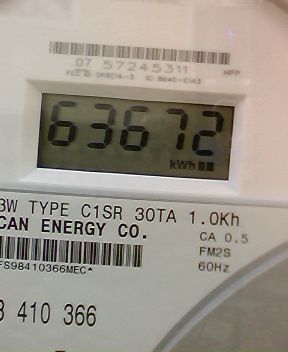 07 57245311
63672
kWh
3W TYPE C1SR 30TA 1.0Kh
CAN ENERGY CO.
CA 0.5
FM2S
60Hz
FS98410366MEC*
3 410 366